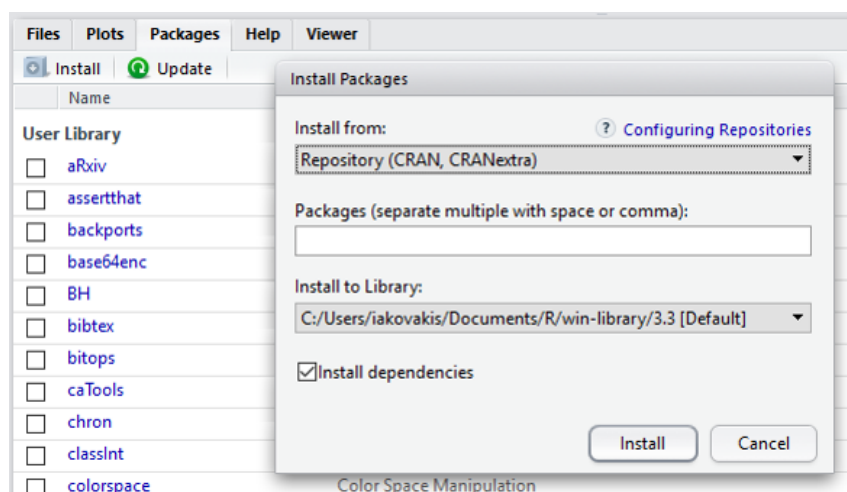 Files Plots Packages Help Viewer
Install Update
Name
User Library
aRxiv
assertthat
backports
base64enc
BH
bibtex
bitops
caTools
chron
classInt
colorspace Color Space Manipulation
Install Packages
Install from: ? Configuring Repositories
Repository (CRAN, CRANextra)
Packages (separate multiple with space or comma):
Install to Library:
C:/Users/iakovakis/Documents/R/win-library/3.3 [Default]
Install dependencies
Install Cancel